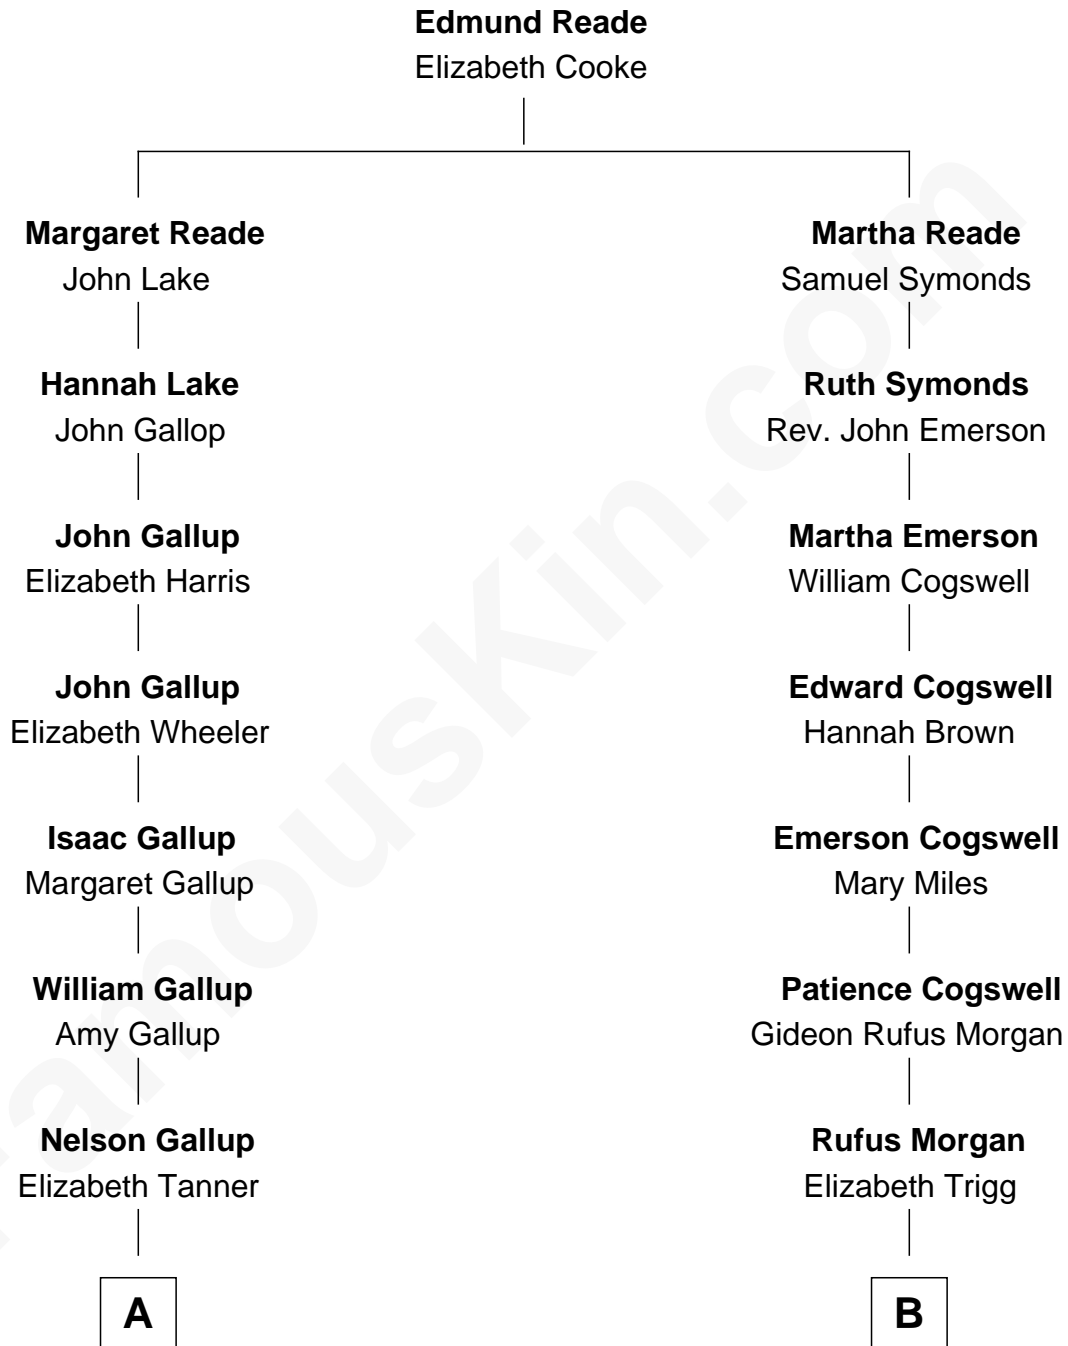 Edmund Reade
Elizabeth Cooke
Margaret Reade
John Lake
Hannah Lake
John Gallop
John Gallup
Elizabeth Harris
John Gallup
Elizabeth Wheeler
Isaac Gallup
Margaret Gallup
William Gallup
Amy Gallup
Nelson Gallup
Elizabeth Tanner
A
Martha Reade
Samuel Symonds
Ruth Symonds
Rev. John Emerson
Martha Emerson
William Cogswell
Edward Cogswell
Hannah Brown
Emerson Cogswell
Mary Miles
Patience Cogswell
Gideon Rufus Morgan
Rufus Morgan
Elizabeth Trigg
B
FamousKin.com